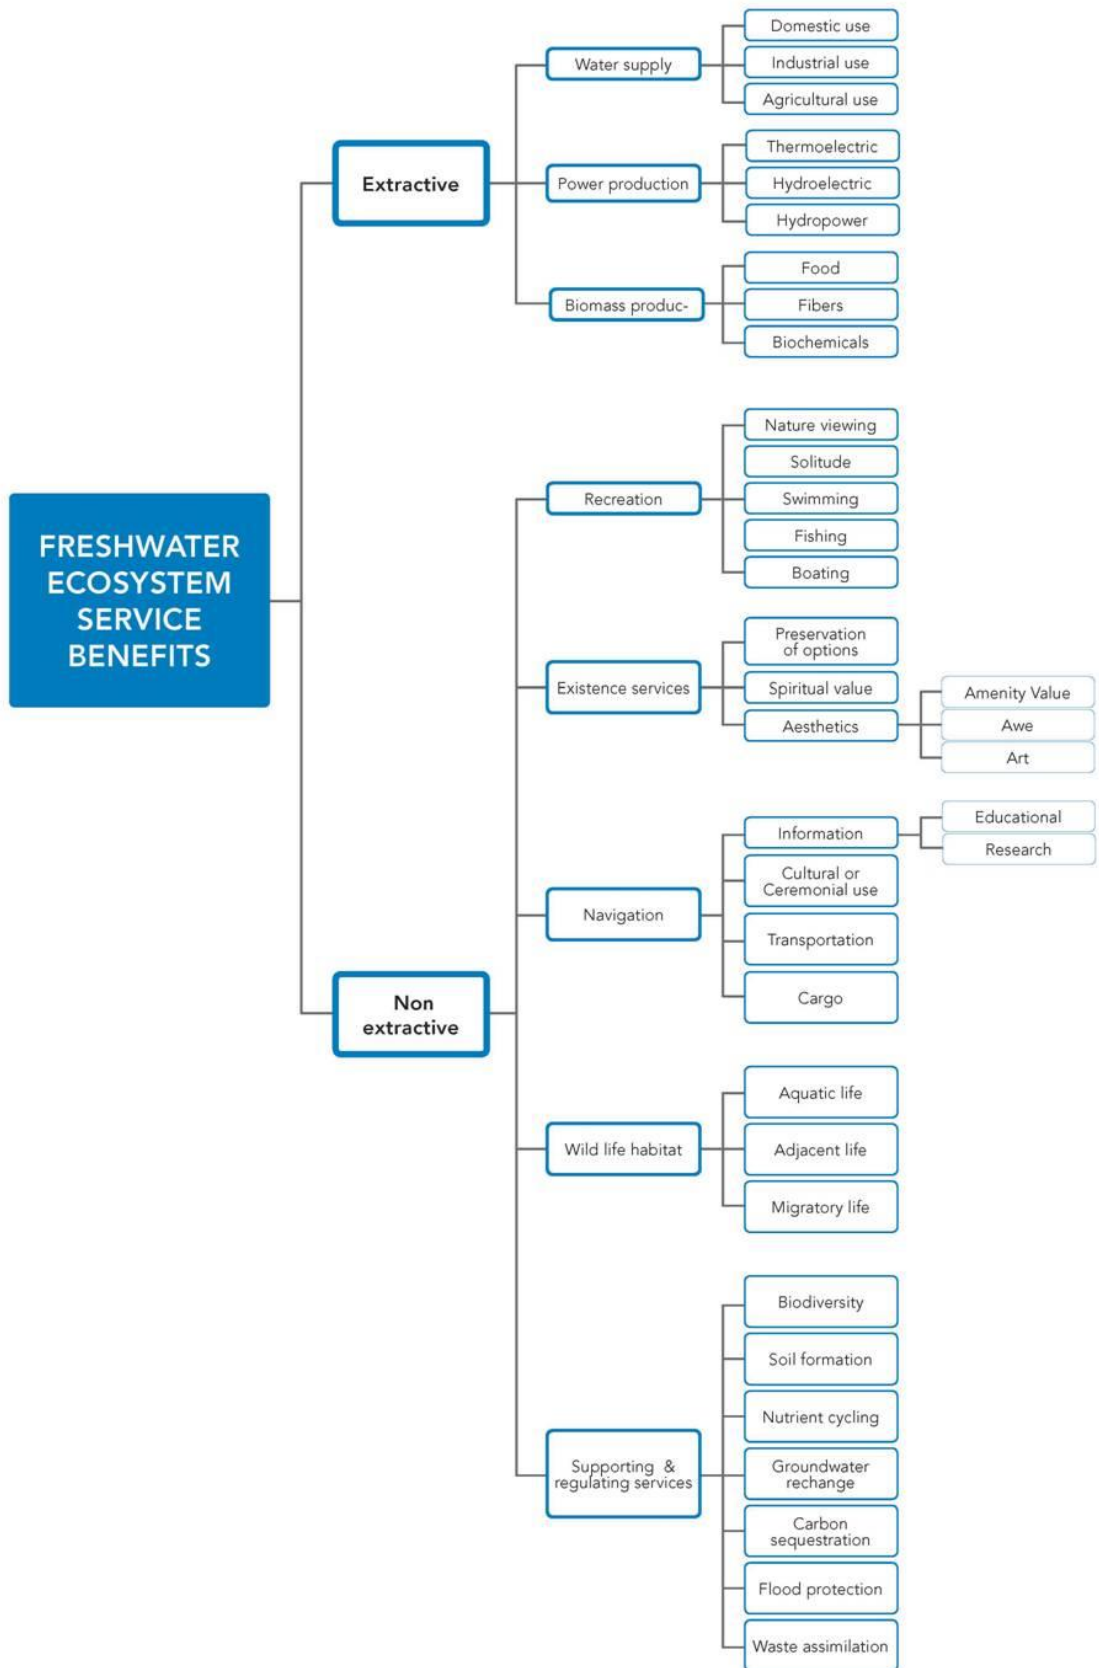 FRESHWATER
ECOSYSTEM
SERVICE
BENEFITS
Extractive
Water supply
Domestic use
Industrial use
Agricultural use
Power production
Thermoelectric
Hydroelectric
Hydropower
Biomass produc-
Food
Fibers
Biochemicals
Non
extractive
Recreation
Nature viewing
Solitude
Swimming
Fishing
Boating
Existence services
Preservation
of options
Spiritual value
Aesthetics
Amenity Value
Awe
Art
Navigation
Information
Educational
Research
Cultural or
Ceremonial use
Transportation
Cargo
Wild life habitat
Aquatic life
Adjacent life
Migratory life
Supporting &
regulating services
Biodiversity
Soil formation
Nutrient cycling
Groundwater
rechange
Carbon
sequestration
Flood protection
Waste assimilation